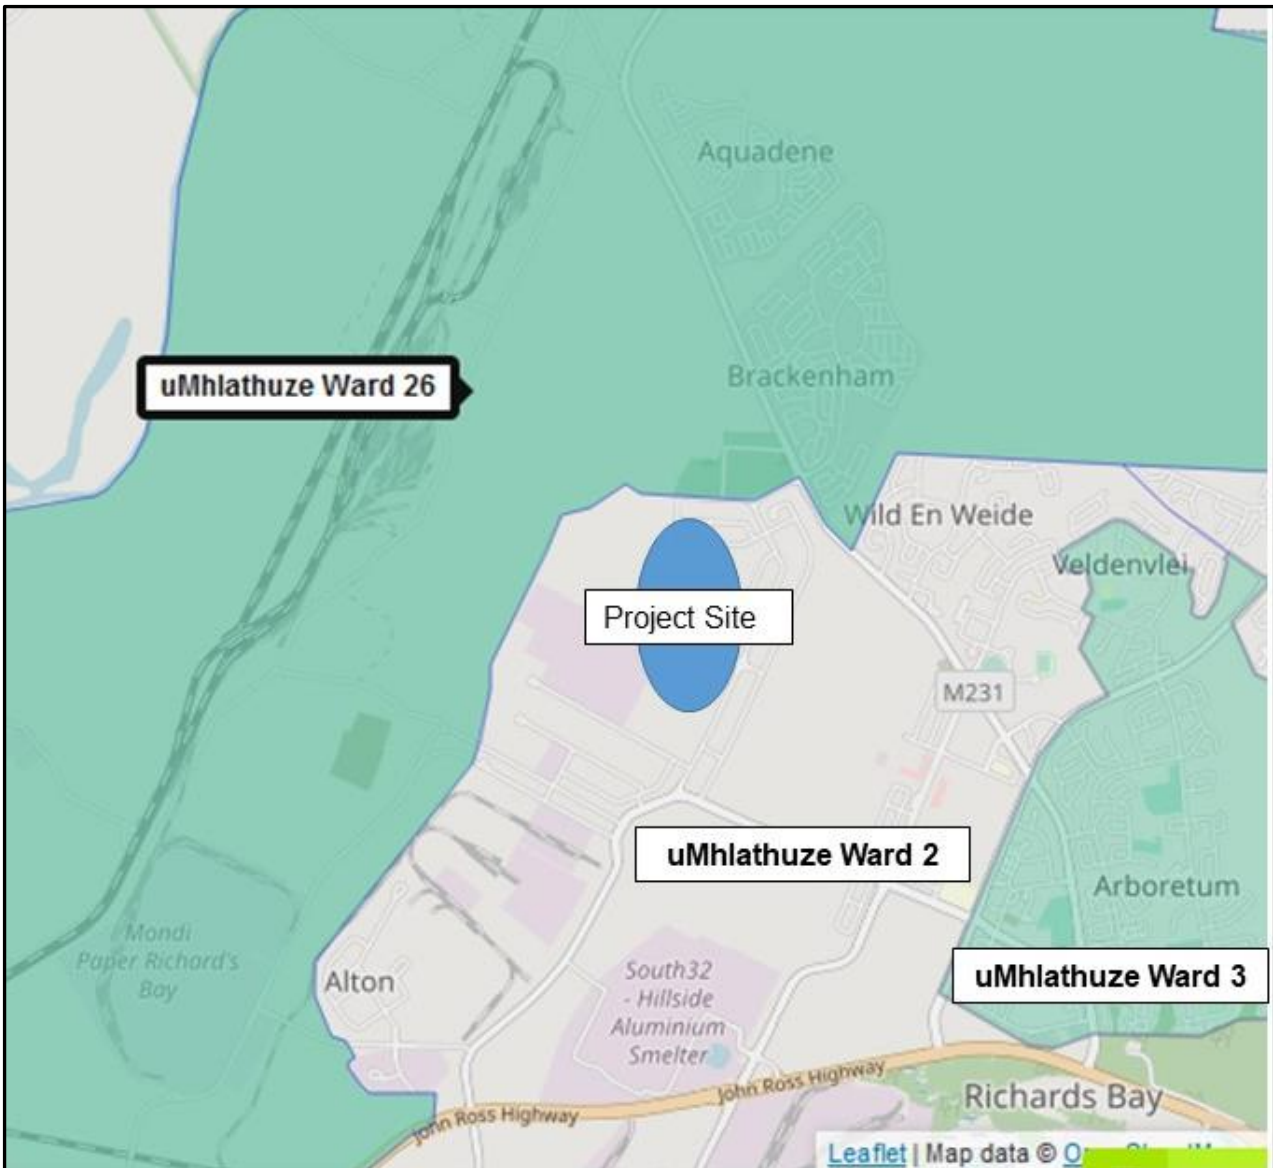 Aquadene
uMhlathuze Ward 26
Brackenham
Wild En Weide
Veldenvlei
Project Site
M231
uMhlathuze Ward 2
Arboretum
Mondi
Paper Richard's
Bay
Alton
South32
- Hillside
Aluminium
Smelter
uMhlathuze Ward 3
John Ross Highway
John Ross Highway
Richards Bay
Leaflet | Map data ©